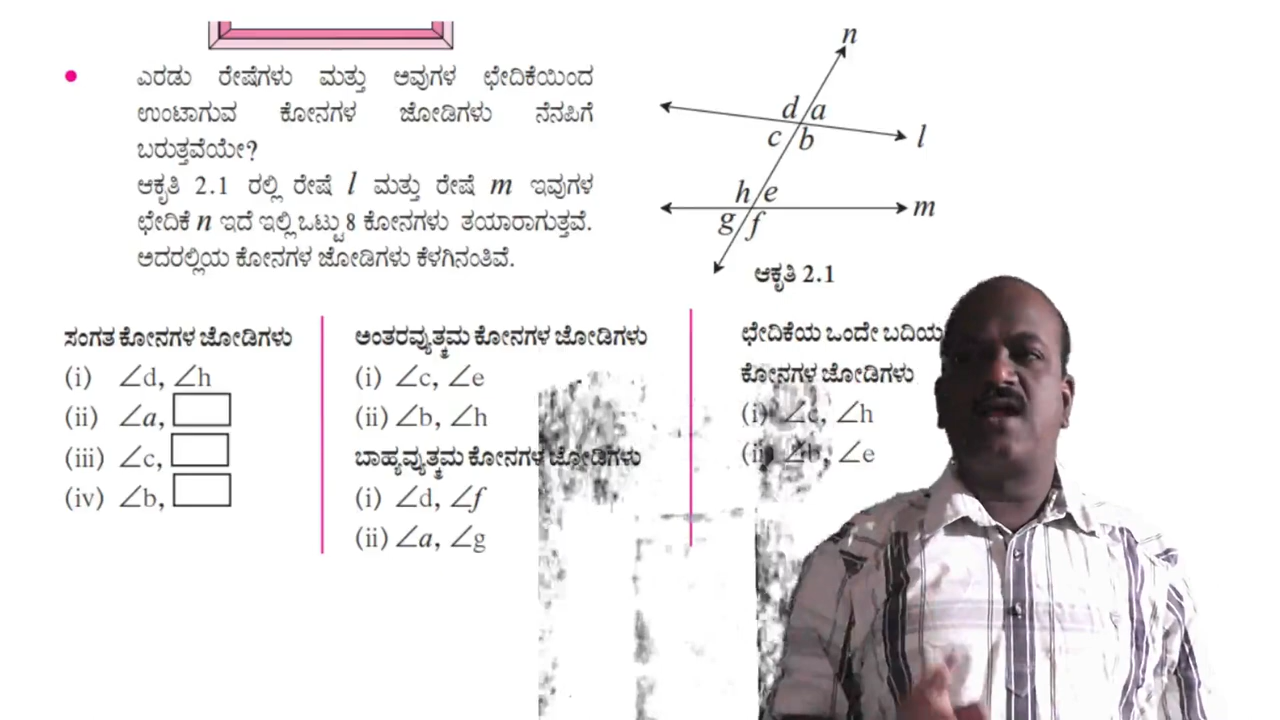 ಎರಡು ರೇಷೆಗಳು ಮತ್ತು ಅವುಗಳ ಛೇದಿಕೆಯಿಂದ
ಉಂಟಾಗುವ ಕೋನಗಳ ಜೋಡಿಗಳು ನೆನಪಿಗೆ
ಬರುತ್ತವೆಯೇ?
ಆಕೃತಿ 2.1 ರಲ್ಲಿ ರೇಷೆ l ಮತ್ತು ರೇಷೆ m ಇವುಗಳ
ಛೇದಿಕೆ n ಇದೆ ಇಲ್ಲಿ ಒಟ್ಟು 8 ಕೋನಗಳು ತಯಾರಾಗುತ್ತವೆ.
ಅದರಲ್ಲಿಯ ಕೋನಗಳ ಜೋಡಿಗಳು ಕೆಳಗಿನಂತಿವೆ.
n
d a
c b l
h e
g f m
ಆಕೃತಿ 2.1
ಸಂಗತ ಕೋನಗಳ ಜೋಡಿಗಳು
(i) ∠d, ∠h
(ii) ∠a,
(iii) ∠c,
(iv) ∠b,
ಅಂತರವ್ಯುತ್ಕ್ರಮ ಕೋನಗಳ ಜೋಡಿಗಳು
(i) ∠c, ∠e
(ii) ∠b, ∠h
ಬಾಹ್ಯವ್ಯುತ್ಕ್ರಮ ಕೋನಗಳ ಜೋಡಿಗಳು
(i) ∠d, ∠f
(ii) ∠a, ∠g
ಛೇದಿಕೆಯ ಒಂದೇ ಬದಿಯ
ಕೋನಗಳ ಜೋಡಿಗಳು
(i) ∠c, ∠h
(ii) ∠b, ∠e